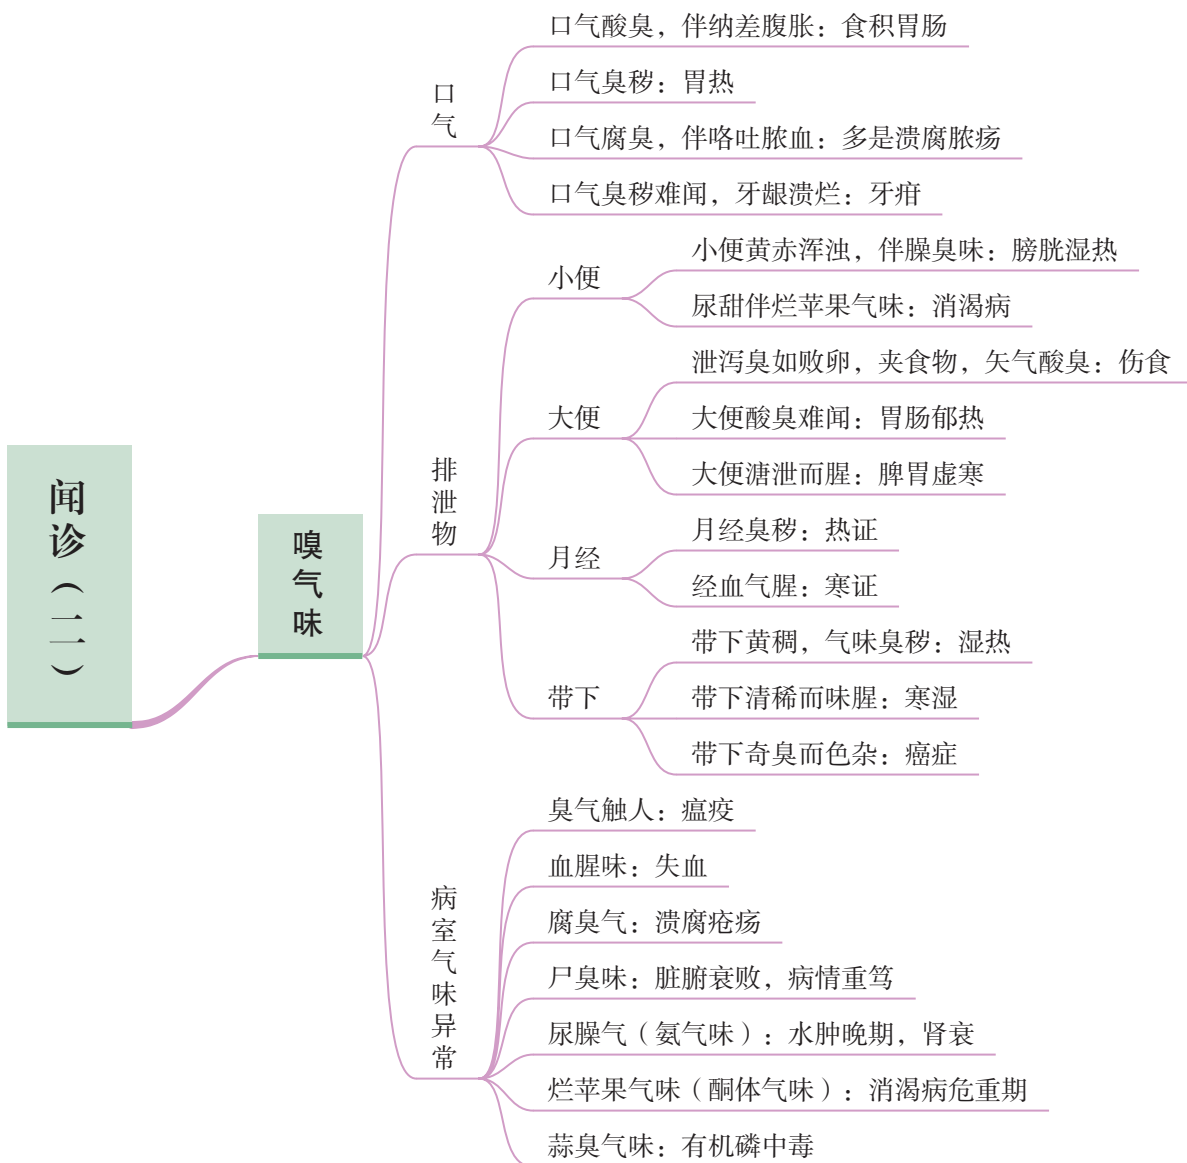 闻诊（二）
嗅气味
口气
口气酸臭，伴纳差腹胀：食积胃肠
口气臭秽：胃热
口气腐臭，伴咯吐脓血：多是溃腐脓疡
口气臭秽难闻，牙龈溃烂：牙疳
排泄物
小便
小便黄赤浑浊，伴臊臭味：膀胱湿热
尿甜伴烂苹果气味：消渴病
大便
泄泻臭如败卵，夹食物，矢气酸臭：伤食
大便酸臭难闻：胃肠郁热
大便溏泄而腥：脾胃虚寒
月经
月经臭秽：热证
经血气腥：寒证
带下
带下黄稠，气味臭秽：湿热
带下清稀而味腥：寒湿
带下奇臭而色杂：癌症
病室气味异常
臭气触人：瘟疫
血腥味：失血
腐臭气：溃腐疮疡
尸臭味：脏腑衰败，病情重笃
尿臊气（氨气味）：水肿晚期，肾衰
烂苹果气味（酮体气味）：消渴病危重期
蒜臭气味：有机磷中毒